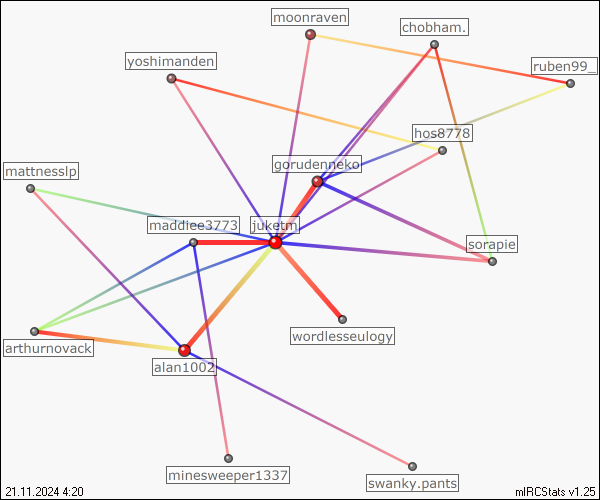 moonraven
chobham.
yoshimanden
ruben99_
hos8778
gorudenneko
mattnesslp
maddiee3773
juketm
sorapie
wordlesseulogy
arthurnovack
alan1002
minesweeper1337
swanky.pants
21.11.2024 4:20
mIRCStats v1.25